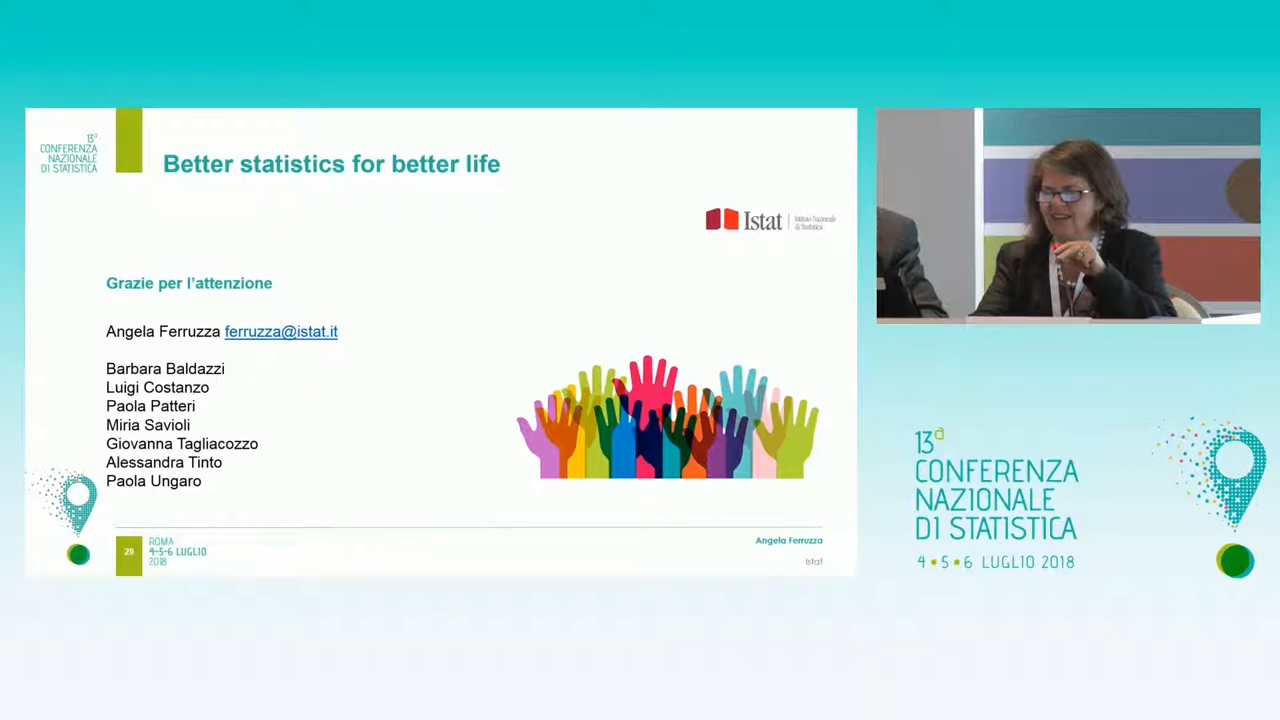 13ª
CONFERENZA
NAZIONALE
DI STATISTICA
Better statistics for better life
Istat
Istituto Nazionale
di Statistica
Grazie per l'attenzione
Angela Ferruzza ferruzza@istat.it
Barbara Baldazzi
Luigi Costanzo
Paola Patteri
Miria Savioli
Giovanna Tagliacozzo
Alessandra Tinto
Paola Ungaro
29
ROMA
4-5-6 LUGLIO
2018
Angela Ferruzza
Istat
13ª
CONFERENZA
NAZIONALE
DI STATISTICA
4•5•6 LUGLIO 2018